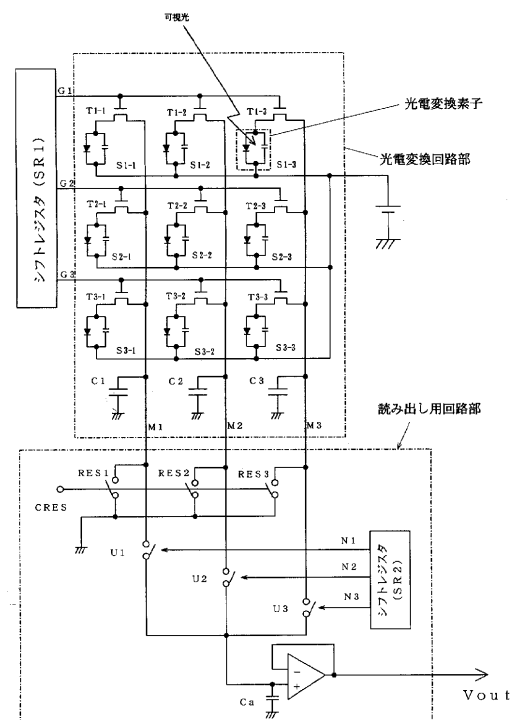 可視光
G1
T1-1
T1-2
T1-3
光電変換素子
S1-1
S1-2
S1-3
光電変換回路部
シフトレジスタ(SR1)
G2
T2-1
T2-2
T2-3
S2-1
S2-2
S2-3
G3
T3-1
T3-2
T3-3
S3-1
S3-2
S3-3
C1
C2
C3
M1
M2
M3
読み出し用回路部
RES1
RES2
RES3
CRES
U1
N1
U2
N2
U3
N3
シフトレジスタ
(SR2)
−
+
Ca
Vout